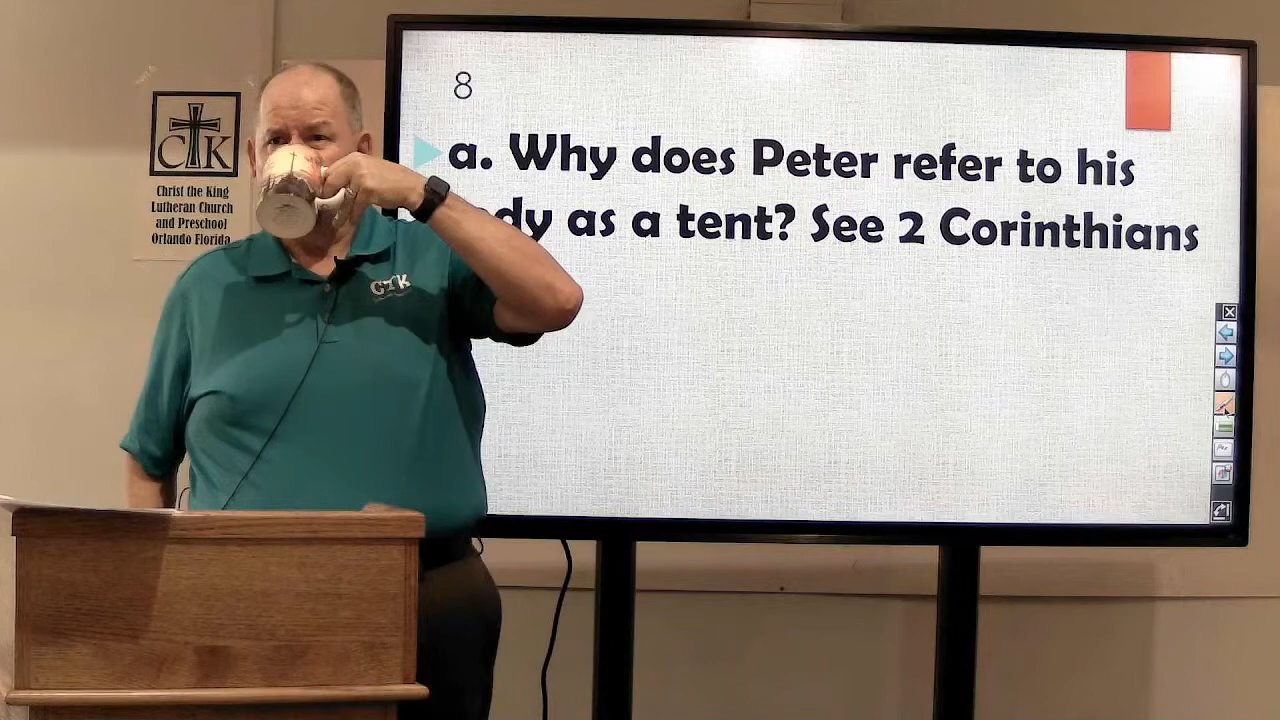 CTK
Christ the King
Lutheran Church
and Preschool
Orlando Florida
CTK
8
a. Why does Peter refer to his
dy as a tent? See 2 Corinthians